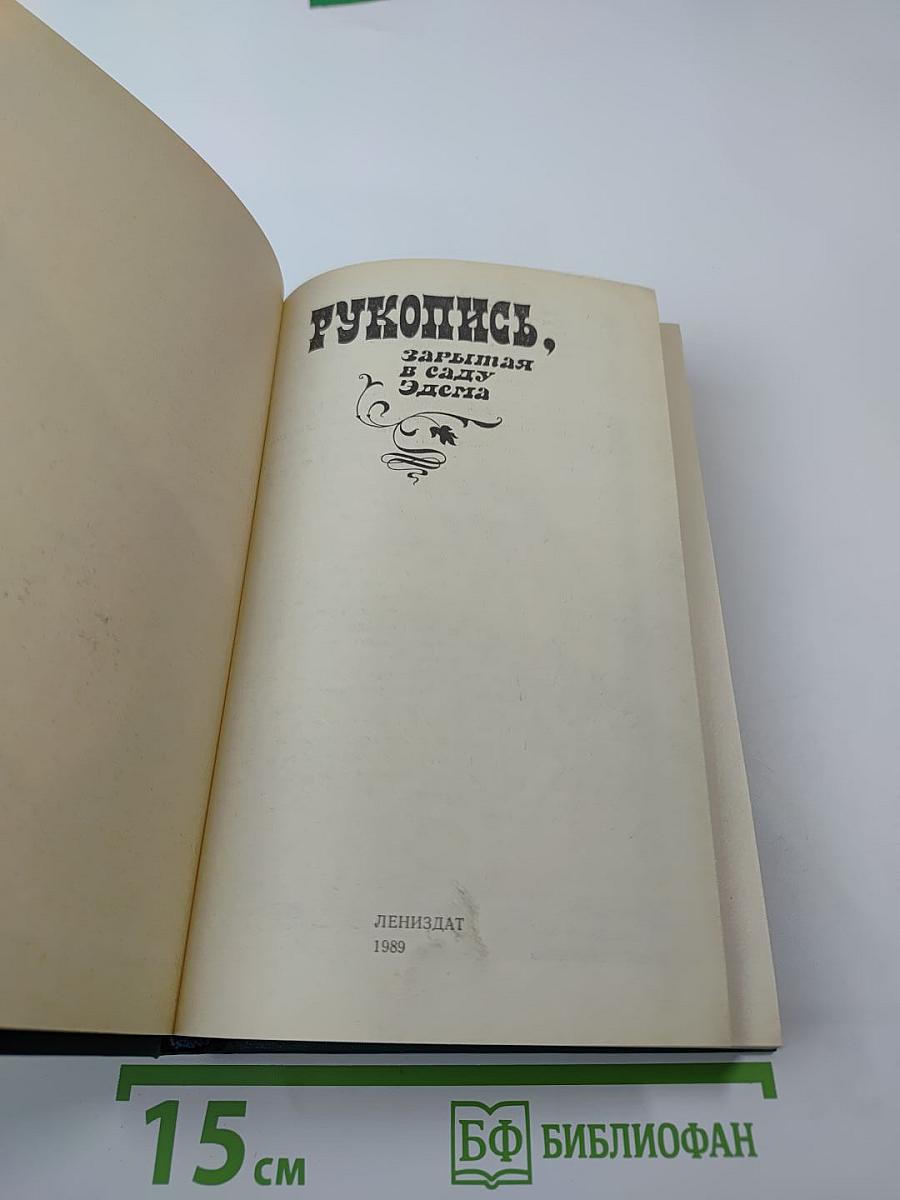 РУКОПИСЬ,
зарытая
в саду
Эдема
ЛЕНИЗДАТ
1989
15 см
БФ БИБЛИОФАН